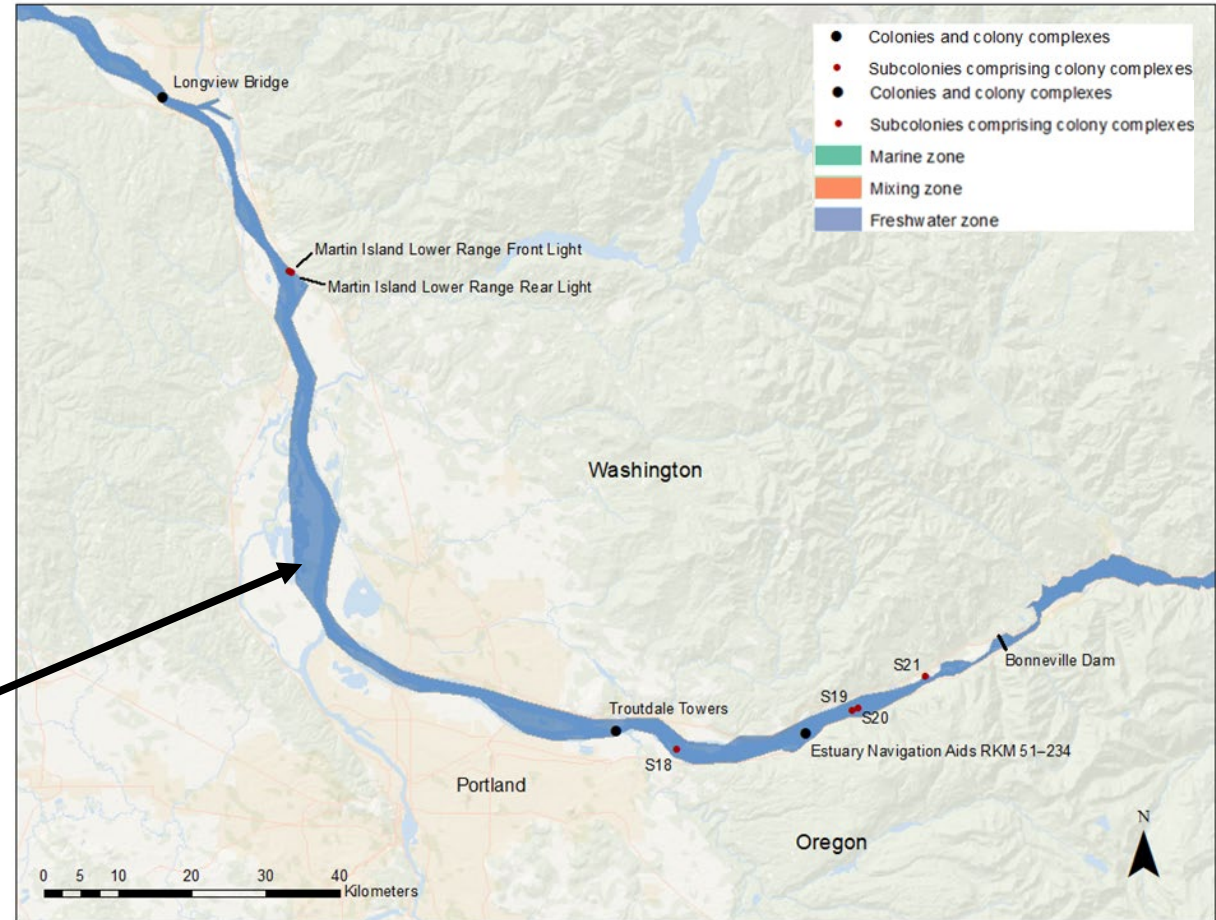 Colonies and colony complexes
Subcolonies comprising colony complexes
Colonies and colony complexes
Subcolonies comprising colony complexes
Marine zone
Mixing zone
Freshwater zone
Longview Bridge
Martin Island Lower Range Front Light
Martin Island Lower Range Rear Light
Washington
Bonneville Dam
S21
S19
S20
Troutdale Towers
Estuary Navigation Aids RKM 51–234
S18
Portland
Oregon
N
0 5 10 20 30 40
Kilometers